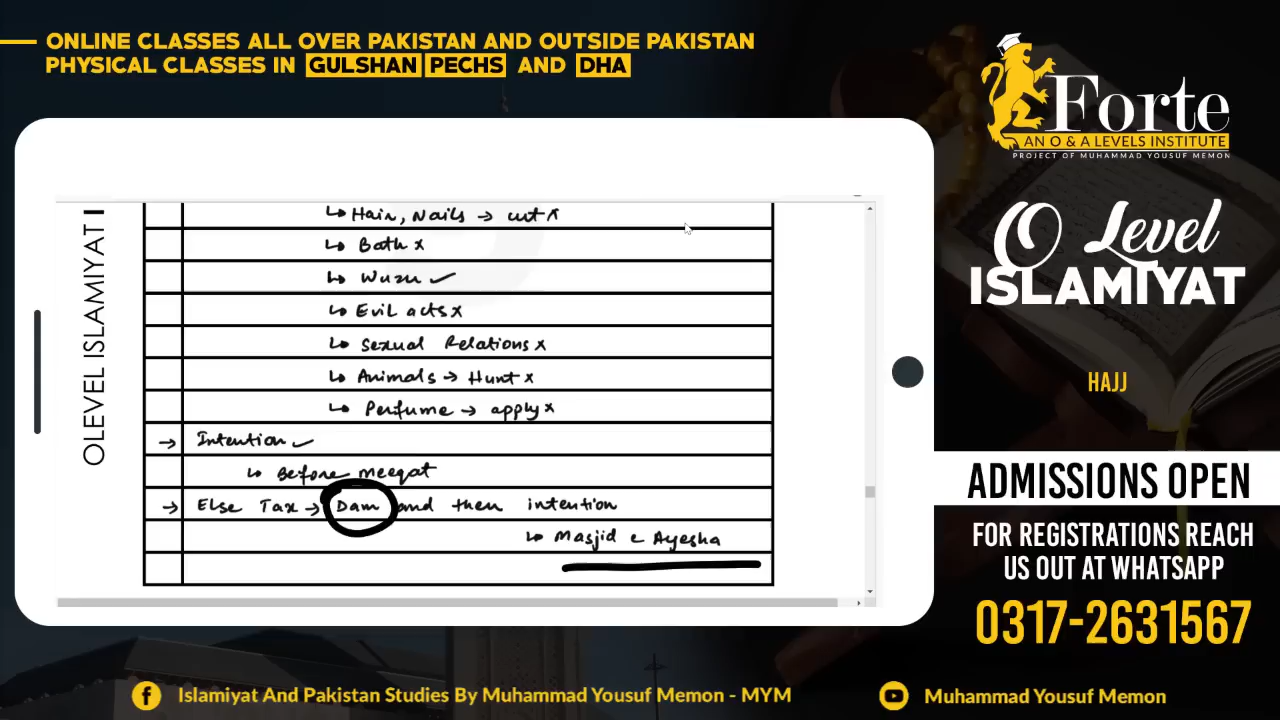 ONLINE CLASSES ALL OVER PAKISTAN AND OUTSIDE PAKISTAN
PHYSICAL CLASSES IN GULSHAN PECHS AND DHA
Forte
AN O & A LEVELS INSTITUTE
PROJECT OF MUHAMMAD YOUSUF MEMON
O Level
ISLAMIYAT
HAJJ
ADMISSIONS OPEN
FOR REGISTRATIONS REACH
US OUT AT WHATSAPP
0317-2631567
OLEVEL ISLAMIYAT I
↳ Hair, Nails → cut x
↳ Bath x
↳ Wuzu ✓
↳ Evil acts x
↳ Sexual Relations x
↳ Animals → Hunt x
↳ Perfume → apply x
→ Intention ✓
↳ Before meeqat
→ Else Tax → Dam and then intention
↳ Masjid e Ayesha
Islamiyat And Pakistan Studies By Muhammad Yousuf Memon - MYM
Muhammad Yousuf Memon